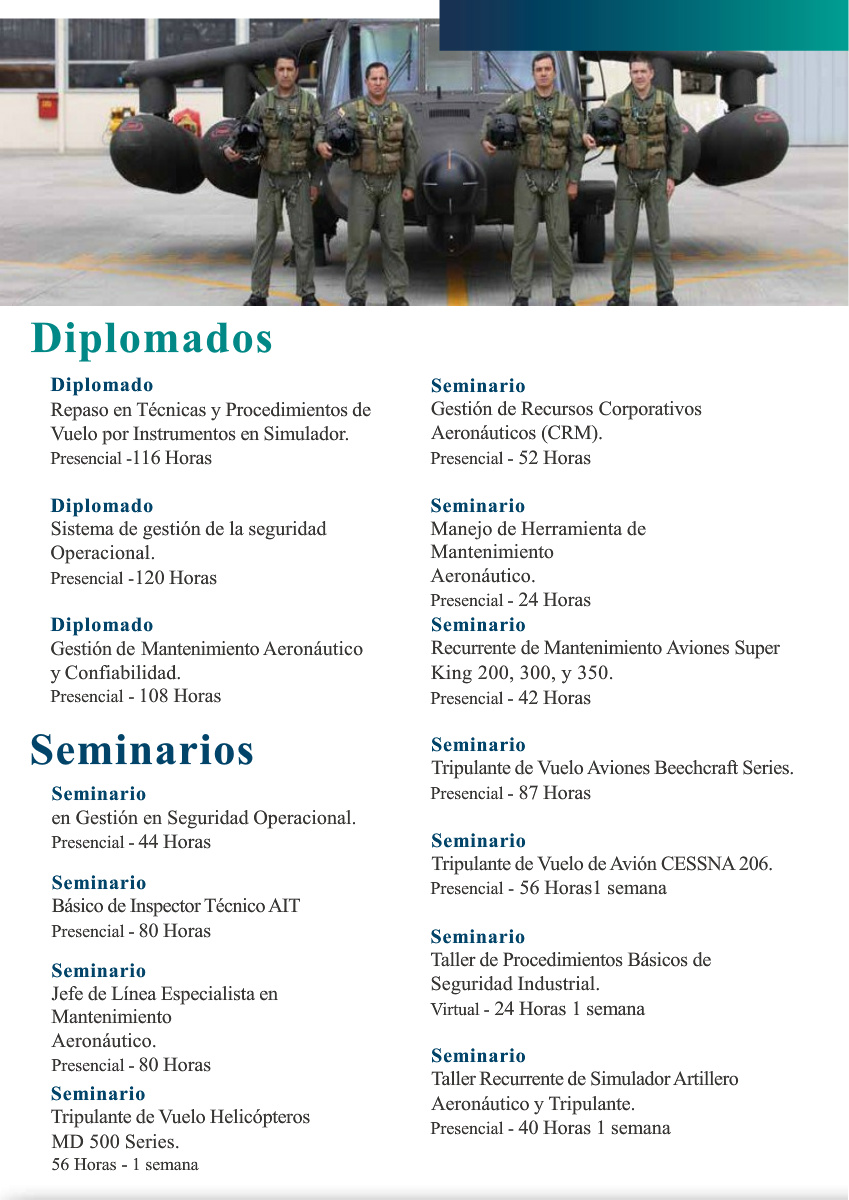 Diplomados
Diplomado
Repaso en Técnicas y Procedimientos de
Vuelo por Instrumentos en Simulador.
Presencial -116 Horas
Diplomado
Sistema de gestión de la seguridad
Operacional.
Presencial -120 Horas
Diplomado
Gestión de Mantenimiento Aeronáutico
y Confiabilidad.
Presencial - 108 Horas
Seminarios
Seminario
en Gestión en Seguridad Operacional.
Presencial - 44 Horas
Seminario
Básico de Inspector Técnico AIT
Presencial - 80 Horas
Seminario
Jefe de Línea Especialista en
Mantenimiento
Aeronáutico.
Presencial - 80 Horas
Seminario
Tripulante de Vuelo Helicópteros
MD 500 Series.
56 Horas - 1 semana
Seminario
Gestión de Recursos Corporativos
Aeronáuticos (CRM).
Presencial - 52 Horas
Seminario
Manejo de Herramienta de
Mantenimiento
Aeronáutico.
Presencial - 24 Horas
Seminario
Recurrente de Mantenimiento Aviones Super
King 200, 300, y 350.
Presencial - 42 Horas
Seminario
Tripulante de Vuelo Aviones Beechcraft Series.
Presencial - 87 Horas
Seminario
Tripulante de Vuelo de Avión CESSNA 206.
Presencial - 56 Horas1 semana
Seminario
Taller de Procedimientos Básicos de
Seguridad Industrial.
Virtual - 24 Horas 1 semana
Seminario
Taller Recurrente de Simulador Artillero
Aeronáutico y Tripulante.
Presencial - 40 Horas 1 semana